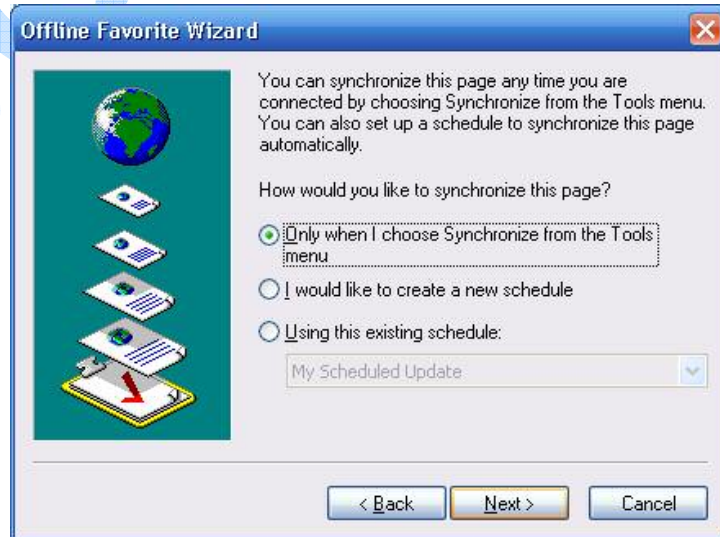 Offline Favorite Wizard
You can synchronize this page any time you are
connected by choosing Synchronize from the Tools menu.
You can also set up a schedule to synchronize this page
automatically.
How would you like to synchronize this page?
Only when I choose Synchronize from the Tools
menu
I would like to create a new schedule
Using this existing schedule:
My Scheduled Update
< Back Next > Cancel